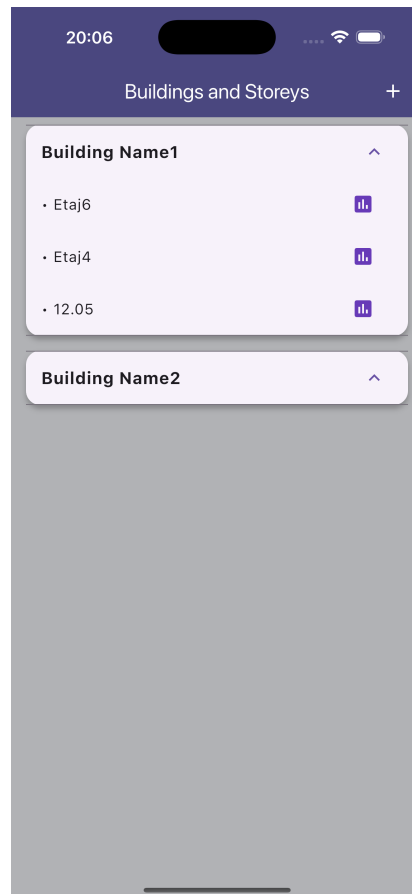 20:06
Buildings and Storeys +
Building Name1
• Etaj6
• Etaj4
• 12.05
Building Name2